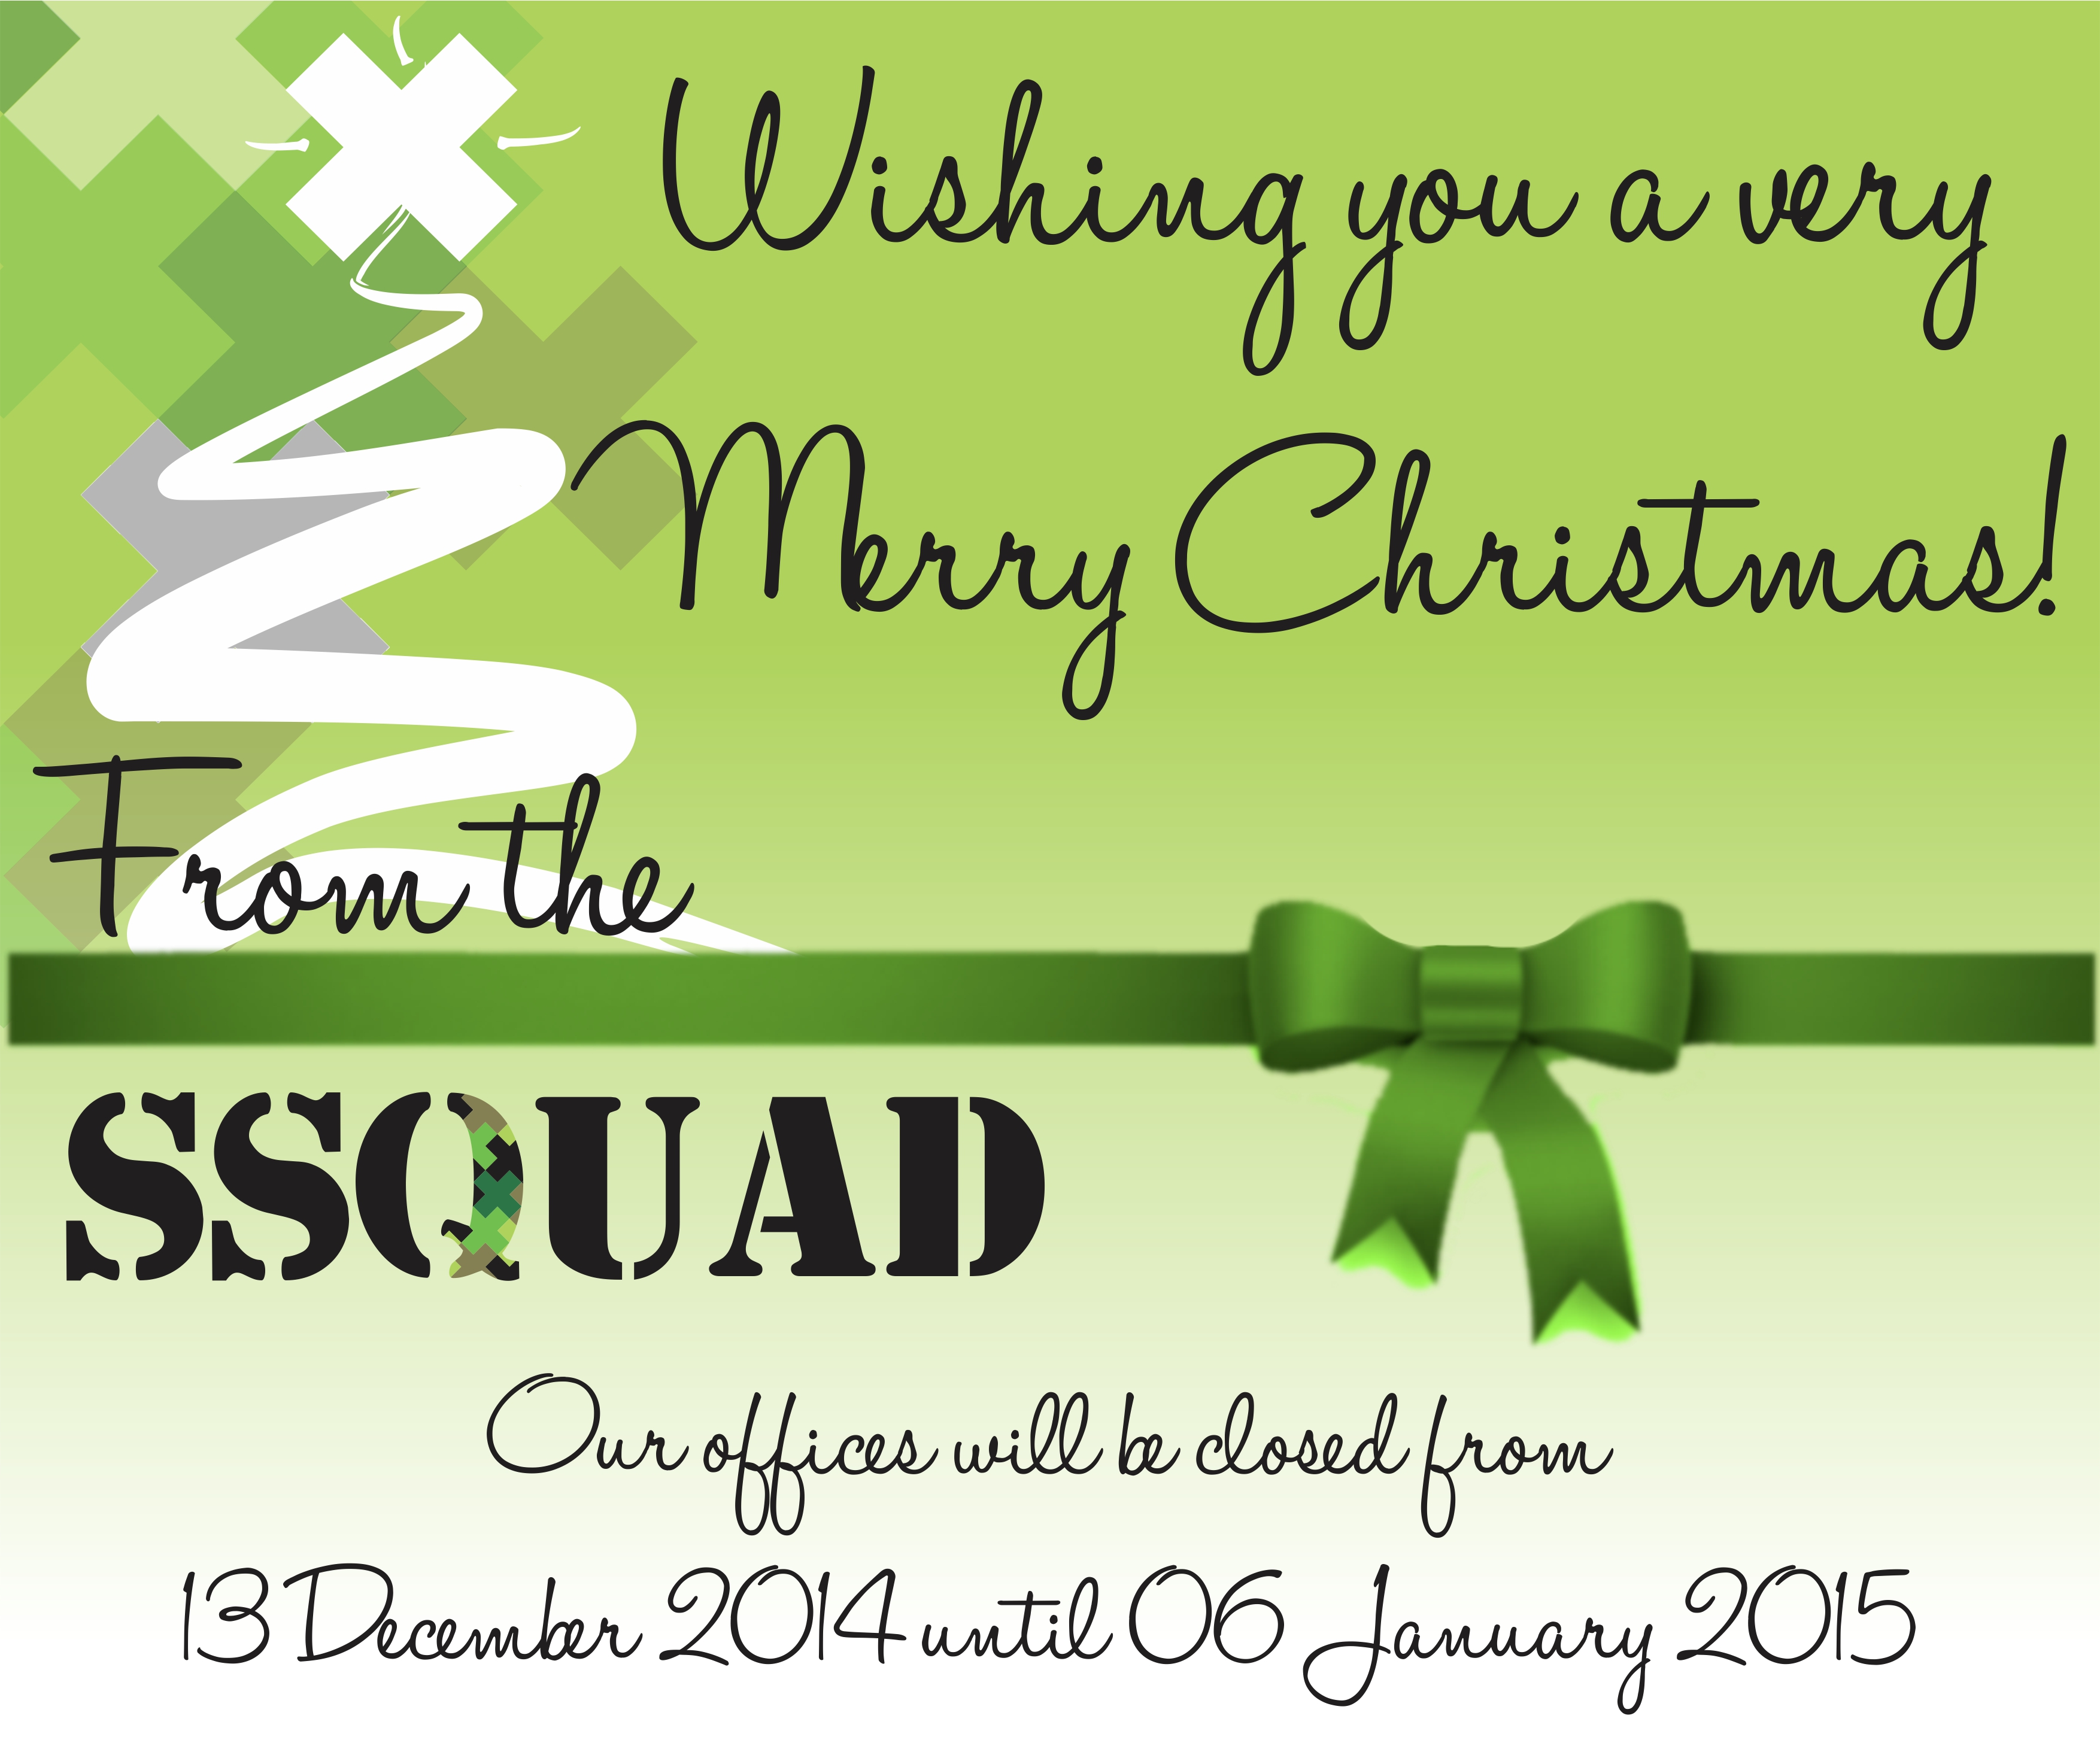 Wishing you a very
Merry Christmas!
From the
SSQUAD
Our offices will be closed from
13 December 2014 until 06 January 2015